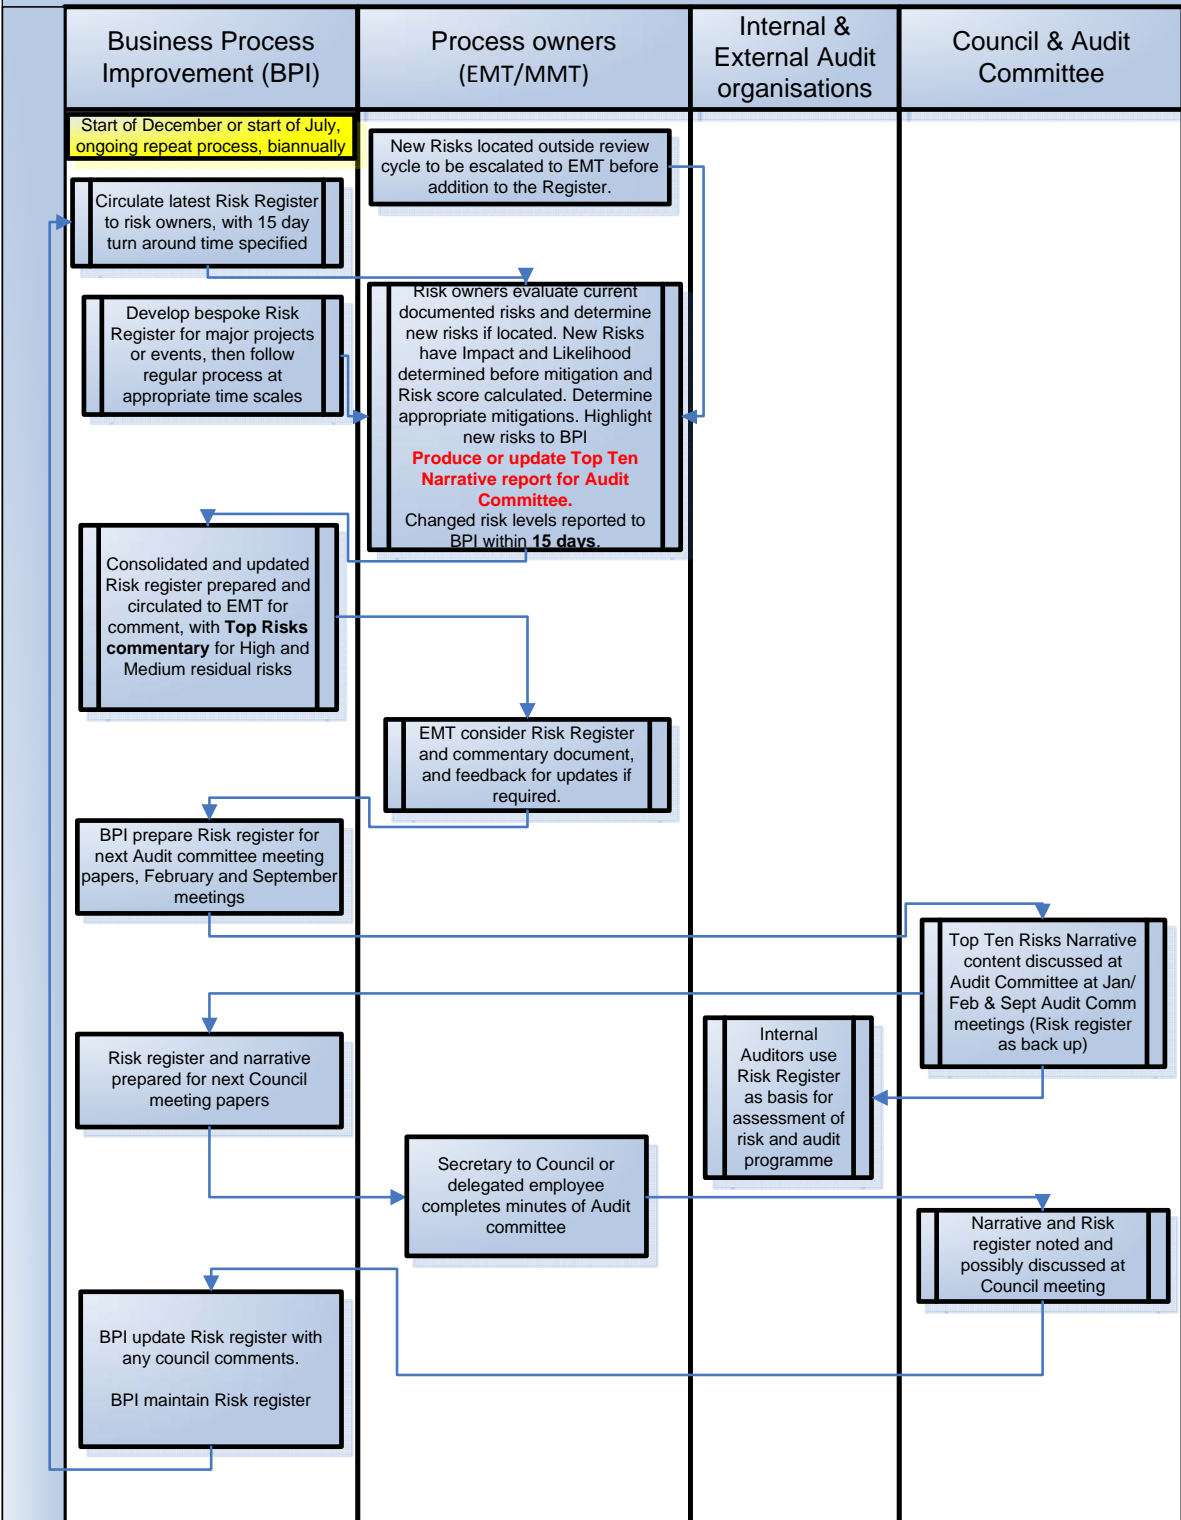 Business Process
Improvement (BPI)
Process owners
(EMT/MMT)
Internal &
External Audit
organisations
Council & Audit
Committee
Start of December or start of July,
ongoing repeat process, biannually
New Risks located outside review
cycle to be escalated to EMT before
addition to the Register.
Circulate latest Risk Register
to risk owners, with 15 day
turn around time specified
Develop bespoke Risk
Register for major projects
or events, then follow
regular process at
appropriate time scales
Risk owners evaluate current
documented risks and determine
new risks if located. New Risks
have Impact and Likelihood
determined before mitigation and
Risk score calculated. Determine
appropriate mitigations. Highlight
new risks to BPI
Produce or update Top Ten
Narrative report for Audit
Committee.
Changed risk levels reported to
BPI within 15 days.
Consolidated and updated
Risk register prepared and
circulated to EMT for
comment, with Top Risks
commentary for High and
Medium residual risks
EMT consider Risk Register
and commentary document,
and feedback for updates if
required.
BPI prepare Risk register for
next Audit committee meeting
papers, February and September
meetings
Top Ten Risks Narrative
content discussed at
Audit Committee at Jan/
Feb & Sept Audit Comm
meetings (Risk register
as back up)
Internal
Auditors use
Risk Register
as basis for
assessment of
risk and audit
programme
Risk register and narrative
prepared for next Council
meeting papers
Secretary to Council or
delegated employee
completes minutes of Audit
committee
Narrative and Risk
register noted and
possibly discussed at
Council meeting
BPI update Risk register with
any council comments.
BPI maintain Risk register